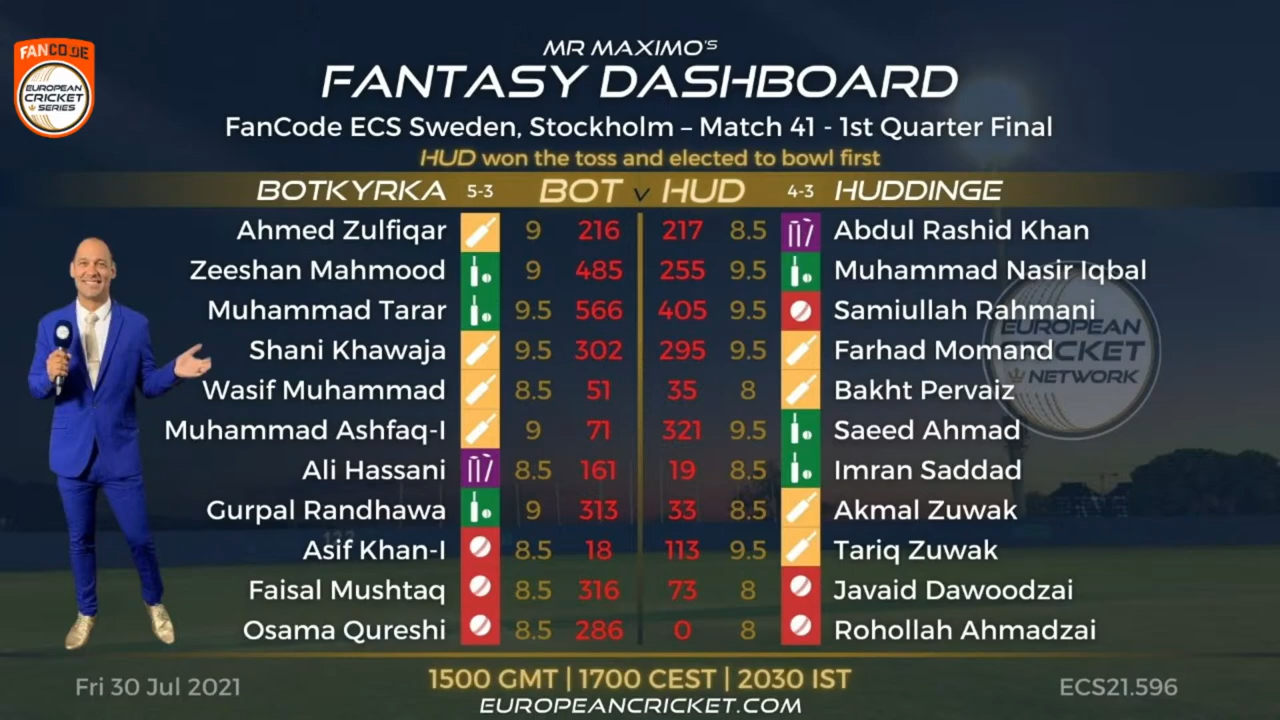 FANCODE
EUROPEAN
CRICKET
SERIES
MR MAXIMO'S
FANTASY DASHBOARD
FanCode ECS Sweden, Stockholm – Match 41 - 1st Quarter Final
HUD won the toss and elected to bowl first
BOTKYRKA 5-3 BOT v HUD 4-3 HUDDINGE
Ahmed Zulfiqar 9 216 217 8.5 Abdul Rashid Khan
Zeeshan Mahmood 9 485 255 9.5 Muhammad Nasir Iqbal
Muhammad Tarar 9.5 566 405 9.5 Samiullah Rahmani
Shani Khawaja 9.5 302 295 9.5 Farhad Momand
Wasif Muhammad 8.5 51 35 8 Bakht Pervaiz
Muhammad Ashfaq-I 9 71 321 9.5 Saeed Ahmad
Ali Hassani 8.5 161 19 8.5 Imran Saddad
Gurpal Randhawa 9 313 33 8.5 Akmal Zuwak
Asif Khan-I 8.5 18 113 9.5 Tariq Zuwak
Faisal Mushtaq 8.5 316 73 8 Javaid Dawoodzai
Osama Qureshi 8.5 286 0 8 Rohollah Ahmadzai
EUROPEAN
CRICKET
NETWORK
Fri 30 Jul 2021
1500 GMT | 1700 CEST | 2030 IST
EUROPEANCRICKET.COM
ECS21.596